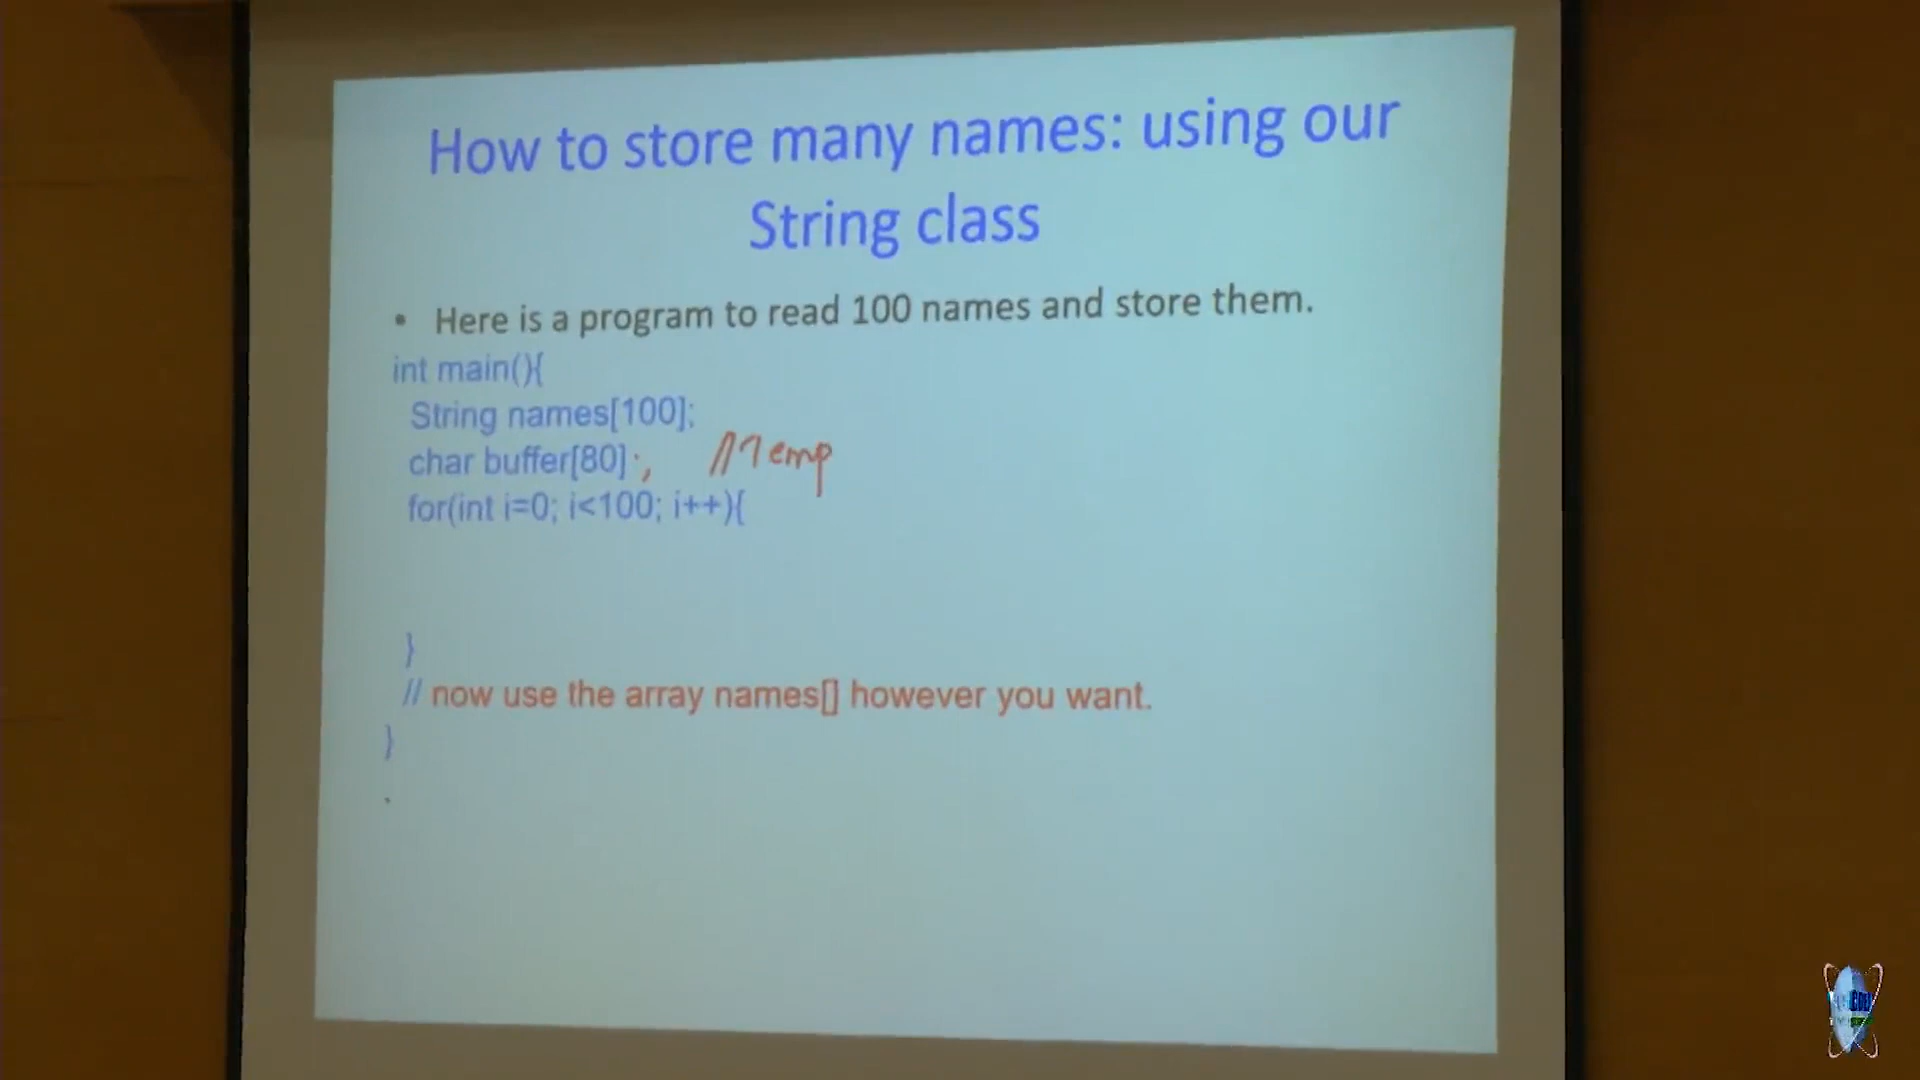 How to store many names: using our
String class
• Here is a program to read 100 names and store them.
int main(){
String names[100];
char buffer[80]; //Temp
for(int i=0; i<100; i++){
}
// now use the array names[] however you want.
}